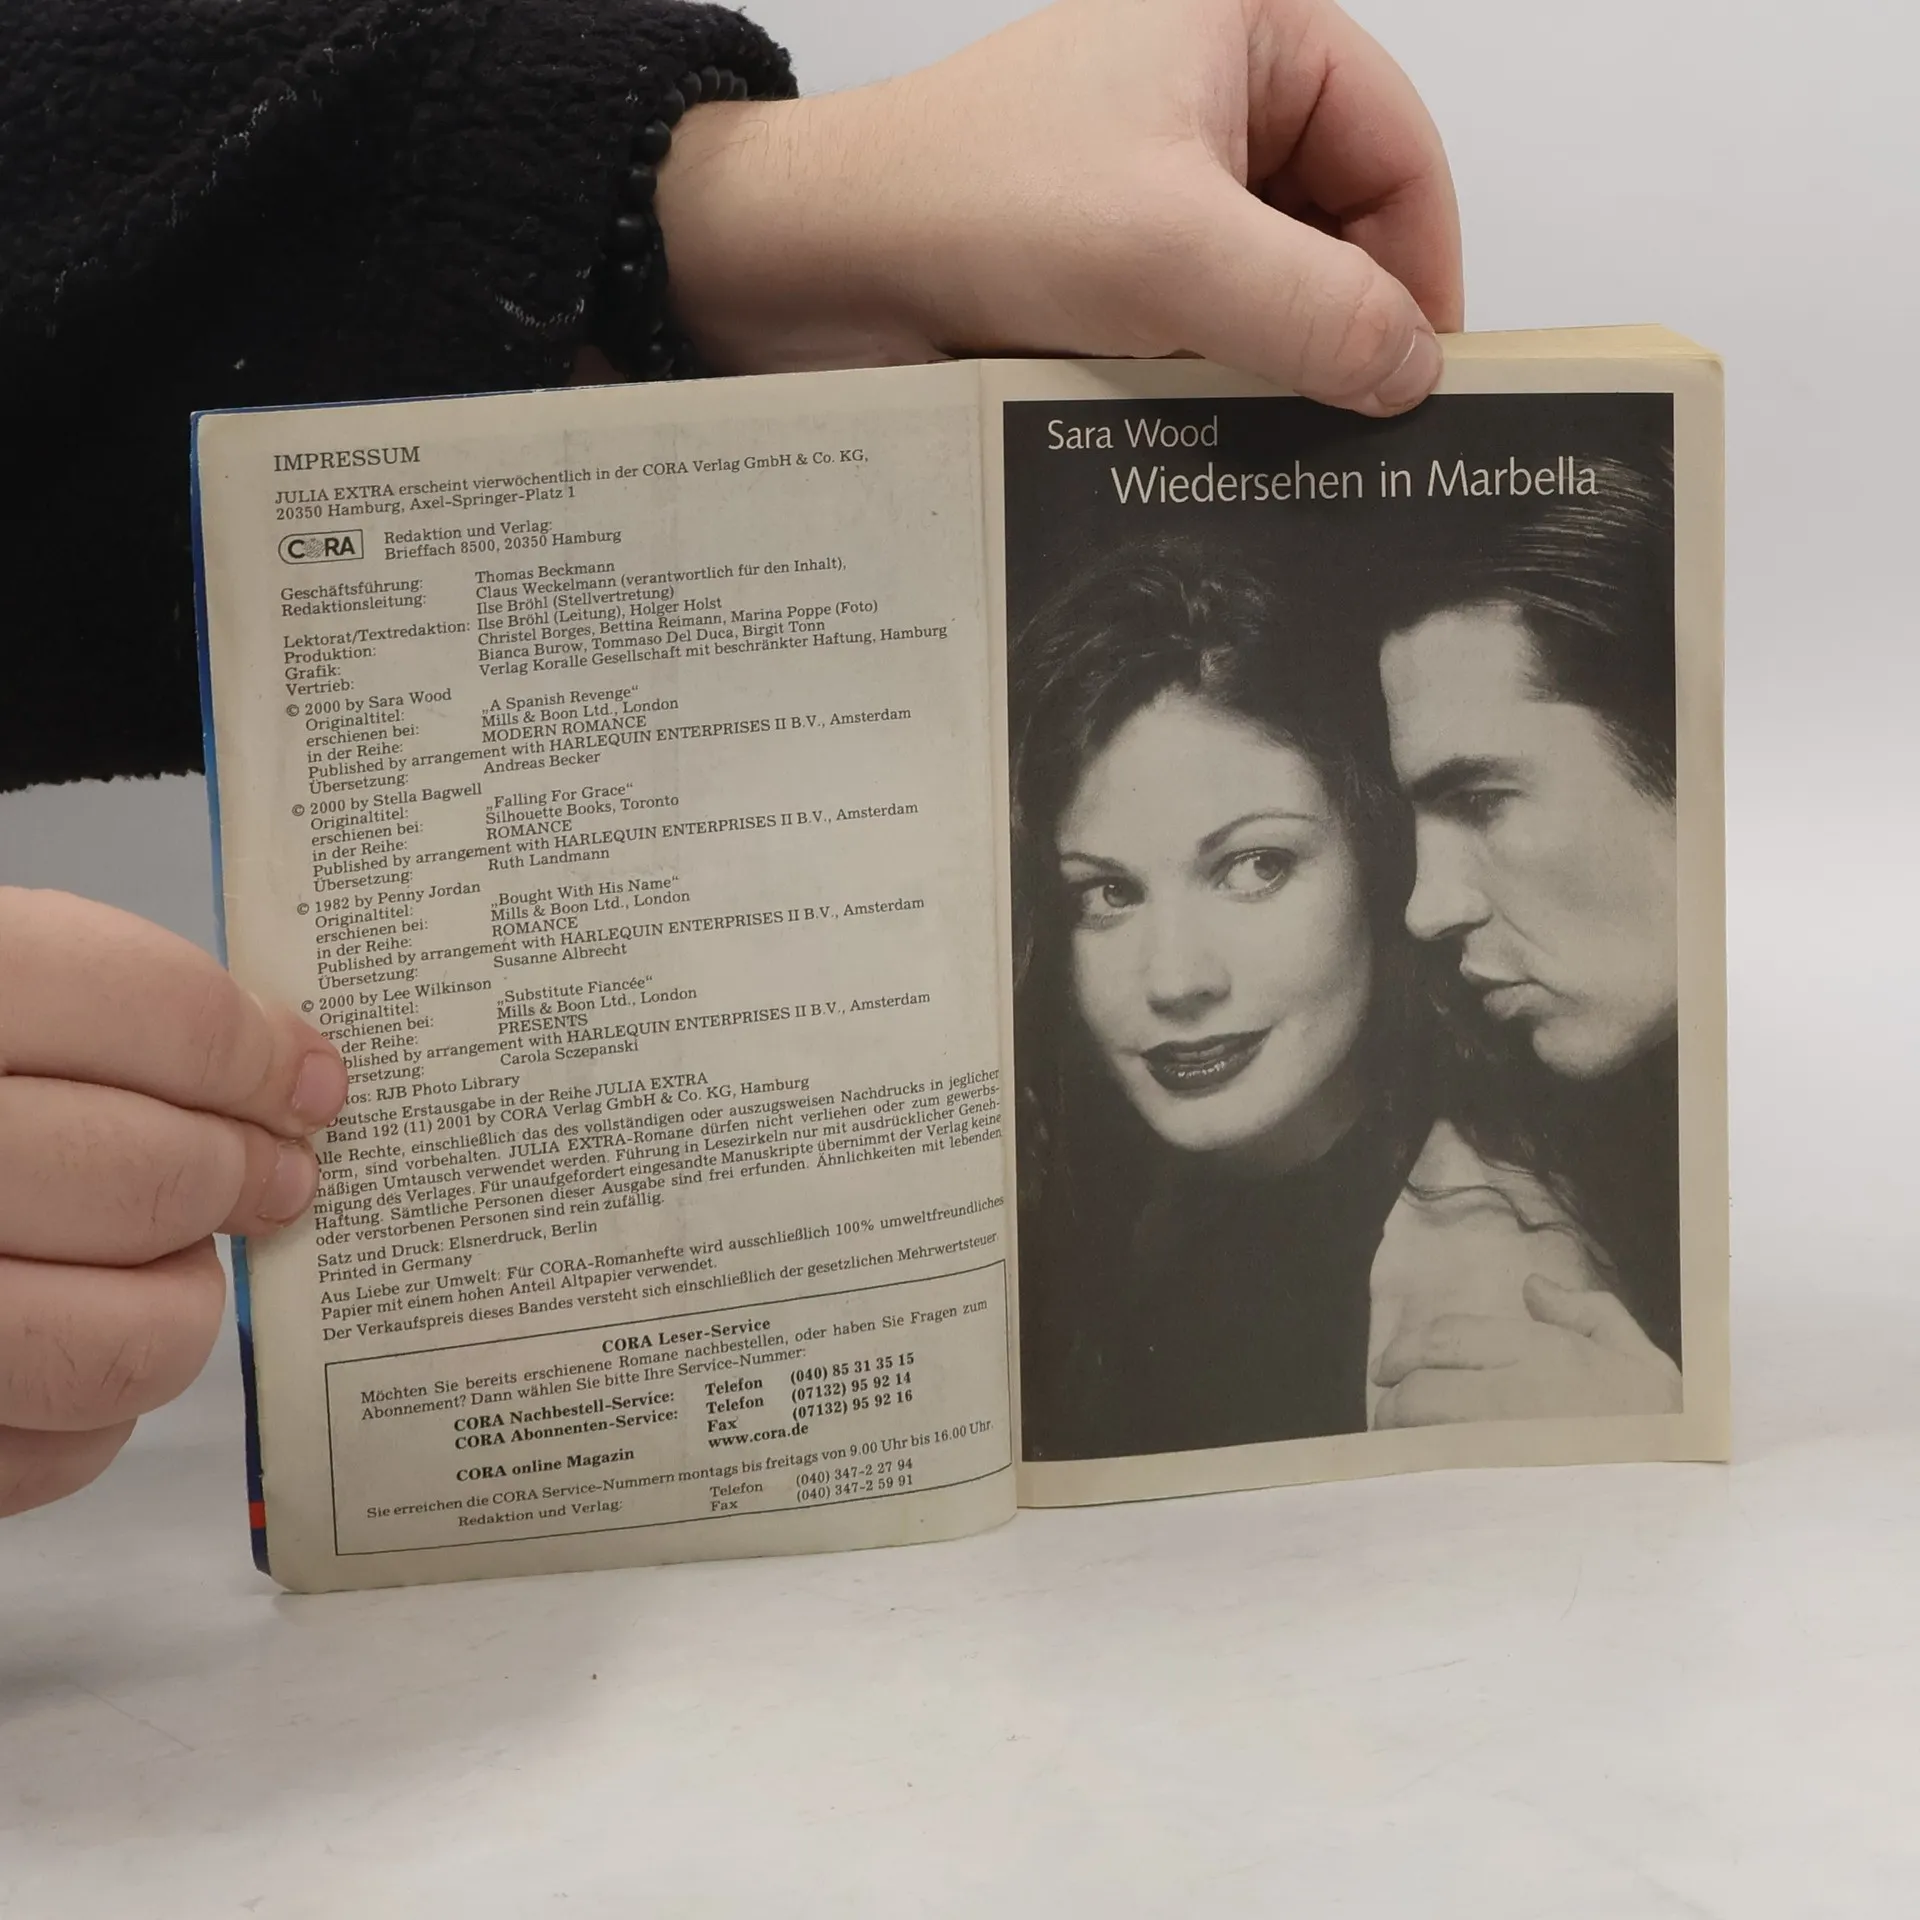 IMPRESSUM
JULIA EXTRA erscheint vierwöchentlich in der CORA Verlag GmbH & Co. KG,
20350 Hamburg, Axel-Springer-Platz 1
CORA
Redaktion und Verlag:
Brieffach 8500, 20350 Hamburg
Geschäftsführung: Thomas Beckmann
Redaktionsleitung: Claus Weckelmann (verantwortlich für den Inhalt),
Ilse Bröhl (Stellvertretung)
Lektorat/Textredaktion: Ilse Bröhl (Leitung), Holger Holst
Produktion: Christel Borges, Bettina Reimann, Marina Poppe (Foto)
Grafik: Bianca Burow, Tommaso Del Duca, Birgit Tonn
Vertrieb: Verlag Koralle Gesellschaft mit beschränkter Haftung, Hamburg
© 2000 by Sara Wood
Originaltitel: „A Spanish Revenge“
erschienen bei: Mills & Boon Ltd., London
in der Reihe: MODERN ROMANCE
Published by arrangement with HARLEQUIN ENTERPRISES II B.V., Amsterdam
Übersetzung: Andreas Becker
© 2000 by Stella Bagwell
Originaltitel: „Falling For Grace“
erschienen bei: Silhouette Books, Toronto
in der Reihe: ROMANCE
Published by arrangement with HARLEQUIN ENTERPRISES II B.V., Amsterdam
Übersetzung: Ruth Landmann
© 1982 by Penny Jordan
Originaltitel: „Bought With His Name“
erschienen bei: Mills & Boon Ltd., London
in der Reihe: ROMANCE
Published by arrangement with HARLEQUIN ENTERPRISES II B.V., Amsterdam
Übersetzung: Susanne Albrecht
© 2000 by Lee Wilkinson
Originaltitel: „Substitute Fiancée“
erschienen bei: Mills & Boon Ltd., London
der Reihe: PRESENTS
blished by arrangement with HARLEQUIN ENTERPRISES II B.V., Amsterdam
ersetzung: Carola Sczepanski
tos: RJB Photo Library
Deutsche Erstausgabe in der Reihe JULIA EXTRA
Band 192 (11) 2001 by CORA Verlag GmbH & Co. KG, Hamburg
Alle Rechte, einschließlich das des vollständigen oder auszugsweisen Nachdrucks in jeglicher
Form, sind vorbehalten. JULIA EXTRA-Romane dürfen nicht verliehen oder zum gewerbs-
mäßigen Umtausch verwendet werden. Führung in Lesezirkeln nur mit ausdrücklicher Geneh-
migung des Verlages. Für unaufgefordert eingesandte Manuskripte übernimmt der Verlag keine
Haftung. Sämtliche Personen dieser Ausgabe sind frei erfunden. Ähnlichkeiten mit lebenden
oder verstorbenen Personen sind rein zufällig.
Satz und Druck: Elsnerdruck, Berlin
Printed in Germany
Aus Liebe zur Umwelt: Für CORA-Romanhefte wird ausschließlich 100% umweltfreundliches
Papier mit einem hohen Anteil Altpapier verwendet.
Der Verkaufspreis dieses Bandes versteht sich einschließlich der gesetzlichen Mehrwertsteuer.
CORA Leser-Service
Möchten Sie bereits erschienene Romane nachbestellen, oder haben Sie Fragen zum
Abonnement? Dann wählen Sie bitte Ihre Service-Nummer:
CORA Nachbestell-Service: Telefon (040) 85 31 35 15
CORA Abonnenten-Service: Telefon (07132) 95 92 14
Fax (07132) 95 92 16
CORA online Magazin www.cora.de
Sie erreichen die CORA Service-Nummern montags bis freitags von 9.00 Uhr bis 16.00 Uhr.
Redaktion und Verlag: Telefon (040) 347-2 27 94
Fax (040) 347-2 59 91
Sara Wood
Wiedersehen in Marbella